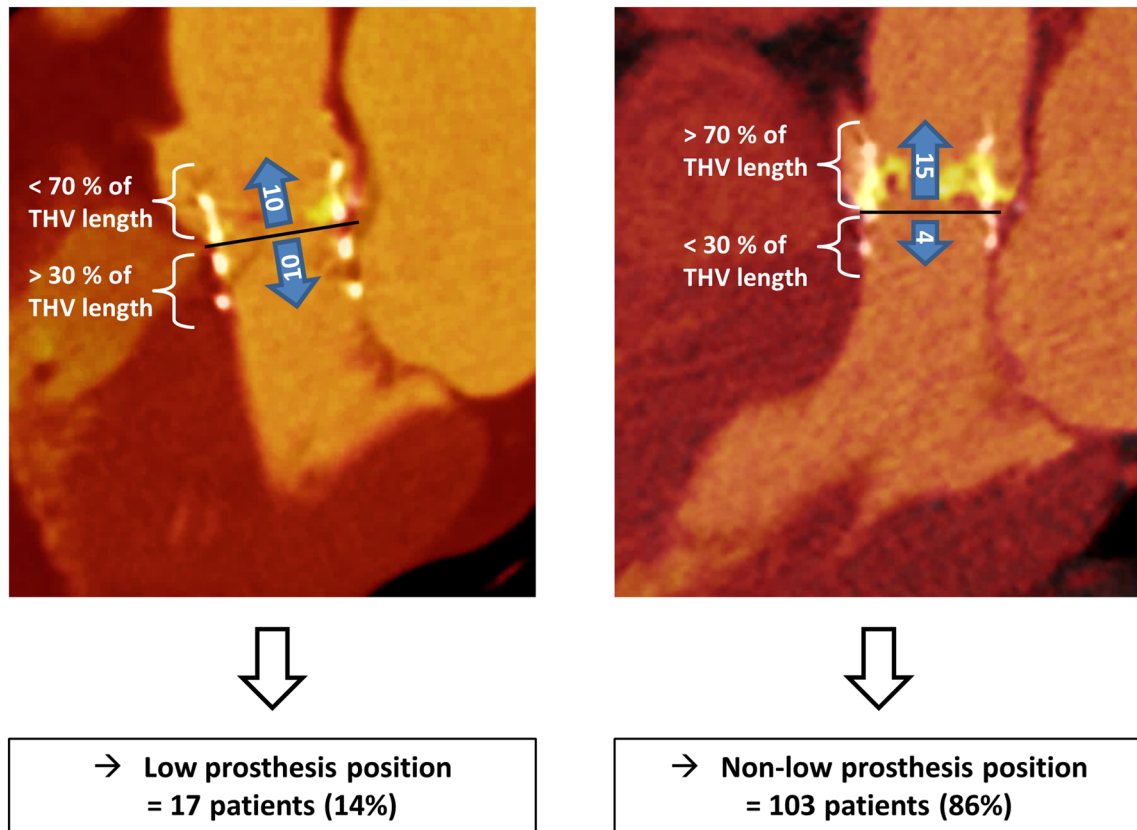 < 70 % of
THV length
> 30 % of
THV length
10
10
→ Low prosthesis position
= 17 patients (14%)
> 70 % of
THV length
< 30 % of
THV length
15
4
→ Non-low prosthesis position
= 103 patients (86%)